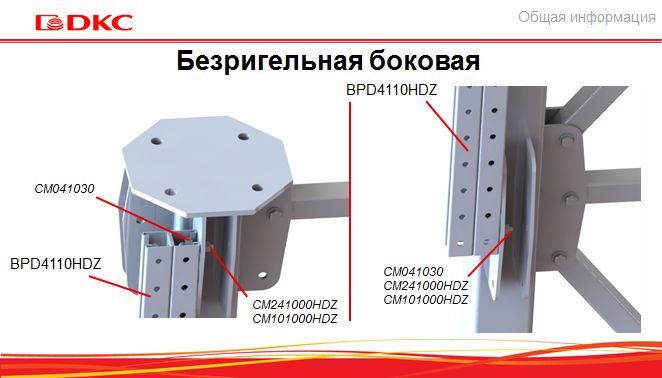 DKC
Общая информация
Безригельная боковая
BPD4110HDZ
CM041030
BPD4110HDZ
CM241000HDZ
CM101000HDZ
CM041030
CM241000HDZ
CM101000HDZ